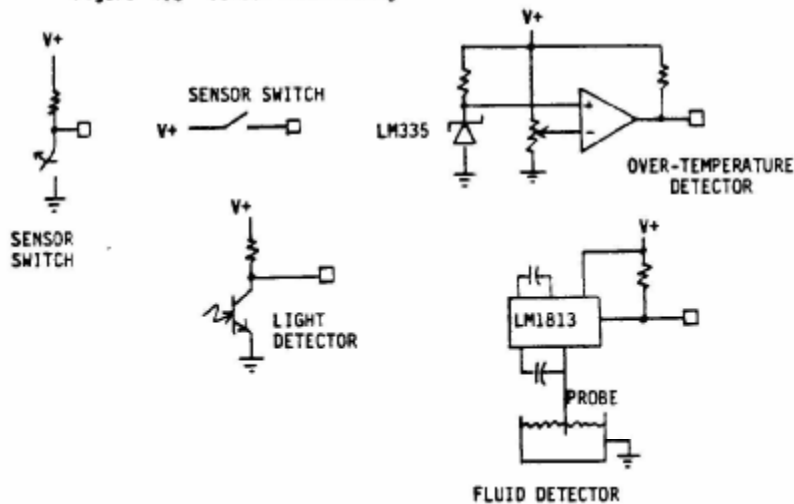 V+
V+
SENSOR SWITCH
V+
LM335
+
-
OVER-TEMPERATURE
DETECTOR
SENSOR
SWITCH
V+
LIGHT
DETECTOR
V+
LM1813
PROBE
FLUID DETECTOR